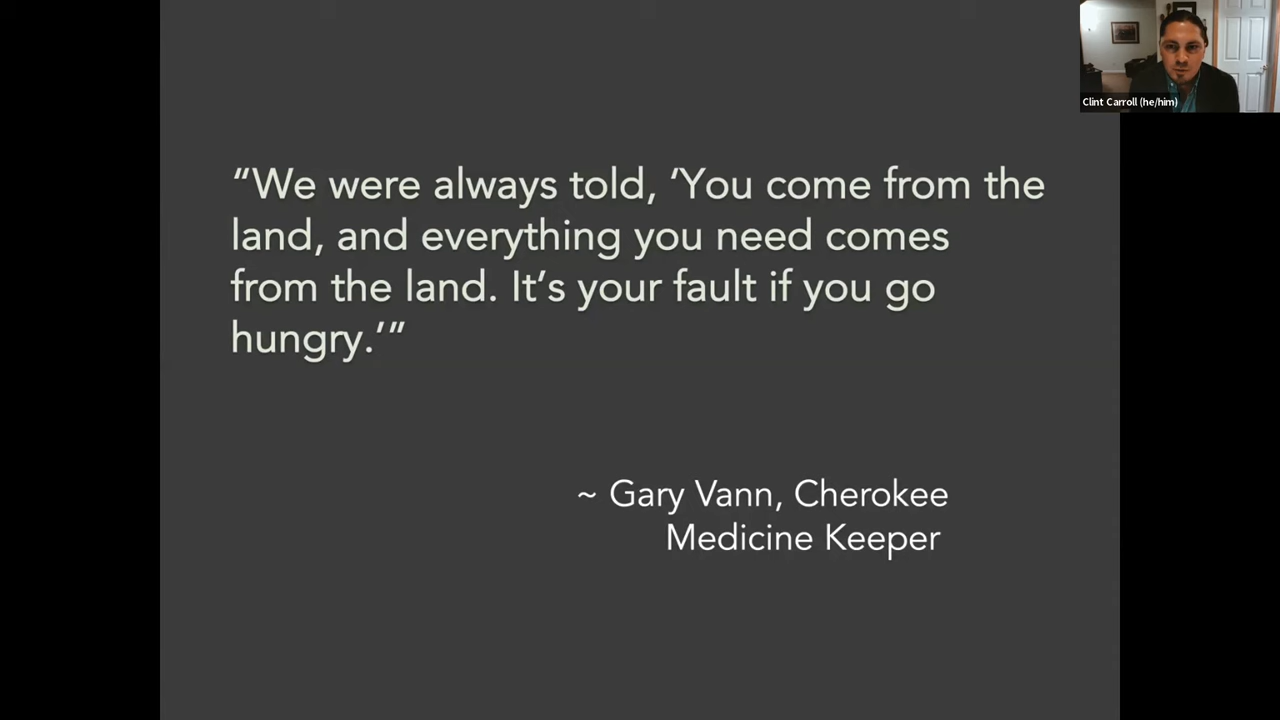 Clint Carroll (he/him)
“We were always told, ‘You come from the
land, and everything you need comes
from the land. It’s your fault if you go
hungry.’”
~ Gary Vann, Cherokee
Medicine Keeper